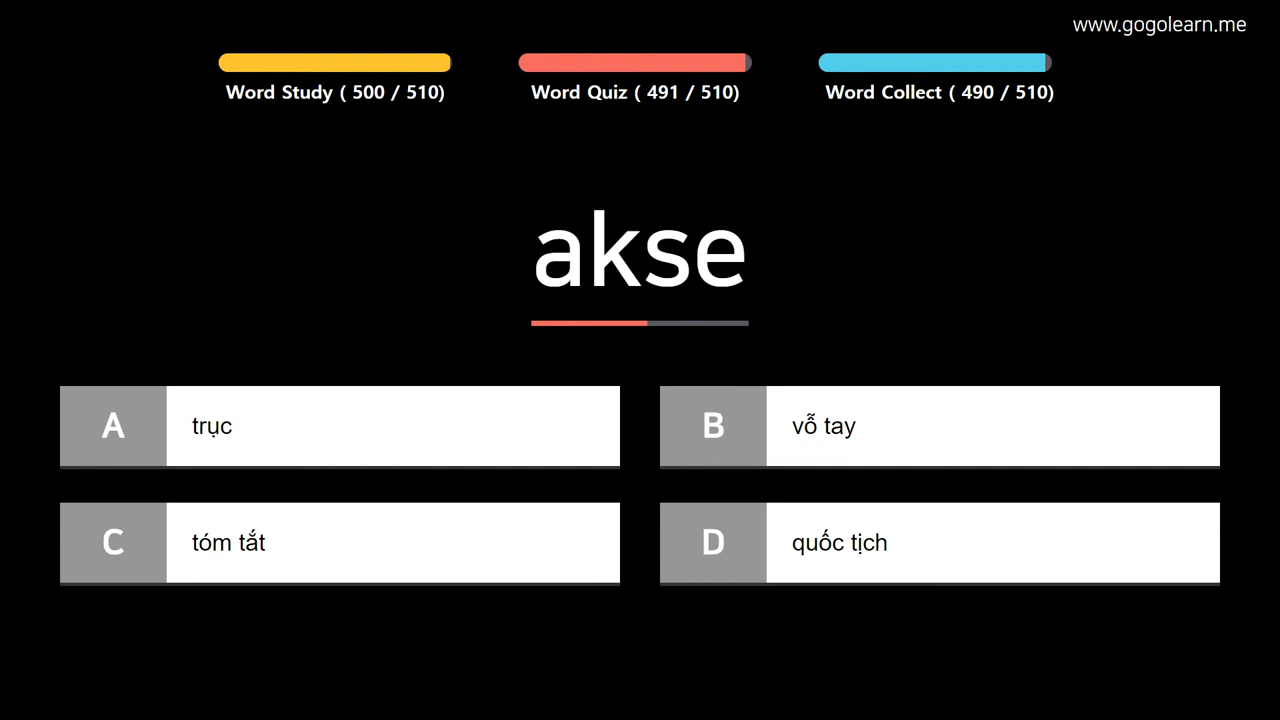 www.gogolearn.me
Word Study ( 500 / 510)
Word Quiz ( 491 / 510)
Word Collect ( 490 / 510)
akse
A trục
B vỗ tay
C tóm tắt
D quốc tịch